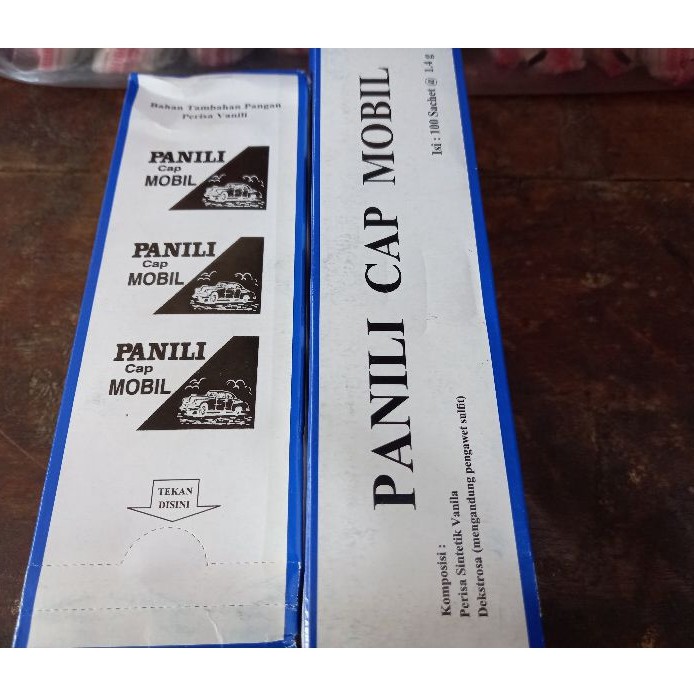 Bahan Tambahan Pangan
Perisa Vanili
PANILI
Cap
MOBIL
PANILI
Cap
MOBIL
PANILI
Cap
MOBIL
TEKAN
DISINI
PANILI CAP MOBIL
Isi : 100 Sachet @ 1.4 g
Komposisi :
Perisa Sintetik Vanila
Dekstrosa (mengandung pengawet sulfit)